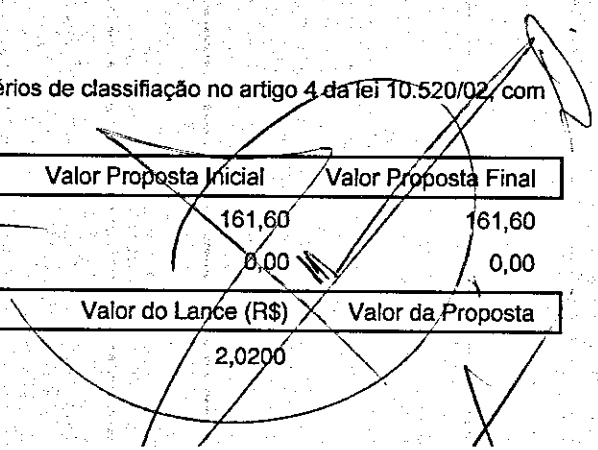 érios de classifiação no artigo 4 da lei 10.520/02, com
Valor Proposta Inicial Valor Proposta Final
161,60 161,60
0,00 0,00
Valor do Lance (R$) Valor da Proposta
2,0200